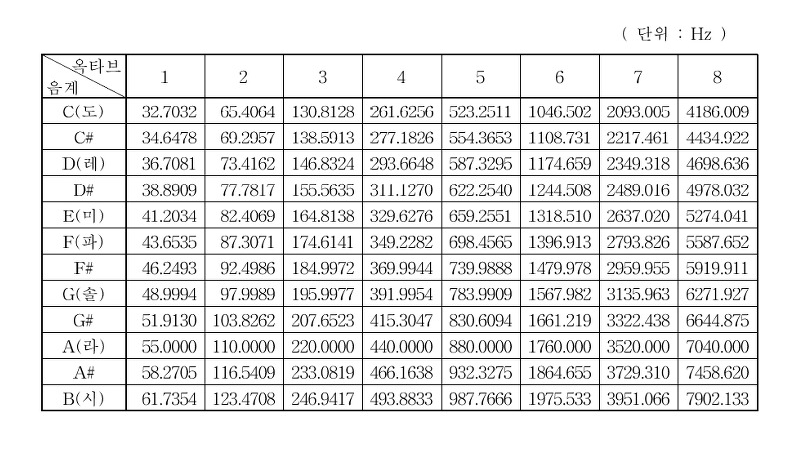 ( 단위 : Hz )
옥타브 1 2 3 4 5 6 7 8
음계
C(도) 32.7032 65.4064 130.8128 261.6256 523.2511 1046.502 2093.005 4186.009
C# 34.6478 69.2957 138.5913 277.1826 554.3653 1108.731 2217.461 4434.922
D(레) 36.7081 73.4162 146.8324 293.6648 587.3295 1174.659 2349.318 4698.636
D# 38.8909 77.7817 155.5635 311.1270 622.2540 1244.508 2489.016 4978.032
E(미) 41.2034 82.4069 164.8138 329.6276 659.2551 1318.510 2637.020 5274.041
F(파) 43.6535 87.3071 174.6141 349.2282 698.4565 1396.913 2793.826 5587.652
F# 46.2493 92.4986 184.9972 369.9944 739.9888 1479.978 2959.955 5919.911
G(솔) 48.9994 97.9989 195.9977 391.9954 783.9909 1567.982 3135.963 6271.927
G# 51.9130 103.8262 207.6523 415.3047 830.6094 1661.219 3322.438 6644.875
A(라) 55.0000 110.0000 220.0000 440.0000 880.0000 1760.000 3520.000 7040.000
A# 58.2705 116.5409 233.0819 466.1638 932.3275 1864.655 3729.310 7458.620
B(시) 61.7354 123.4708 246.9417 493.8833 987.7666 1975.533 3951.066 7902.133